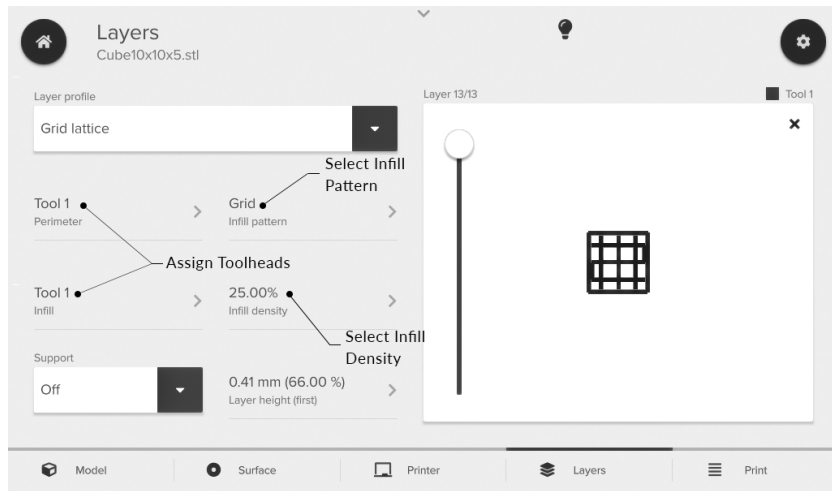 Layers
Cube10x10x5.stl
Layer profile
Grid lattice
Layer 13/13
Tool 1
Select Infill
Pattern
Tool 1
Perimeter
Grid
Infill pattern
Assign Toolheads
Tool 1
Infill
25.00%
Infill density
Select Infill
Density
Support
Off
0.41 mm (66.00 %)
Layer height (first)
Model
Surface
Printer
Layers
Print